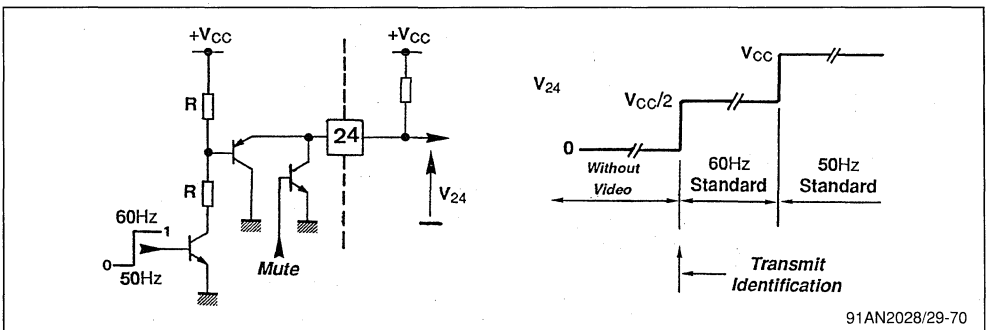 +VCC
+VCC
R
R
24
V24
60Hz
1
0
50Hz
Mute
V24
VCC
VCC/2
0
Without
Video
60Hz
Standard
50Hz
Standard
Transmit
Identification
91AN2028/29-70